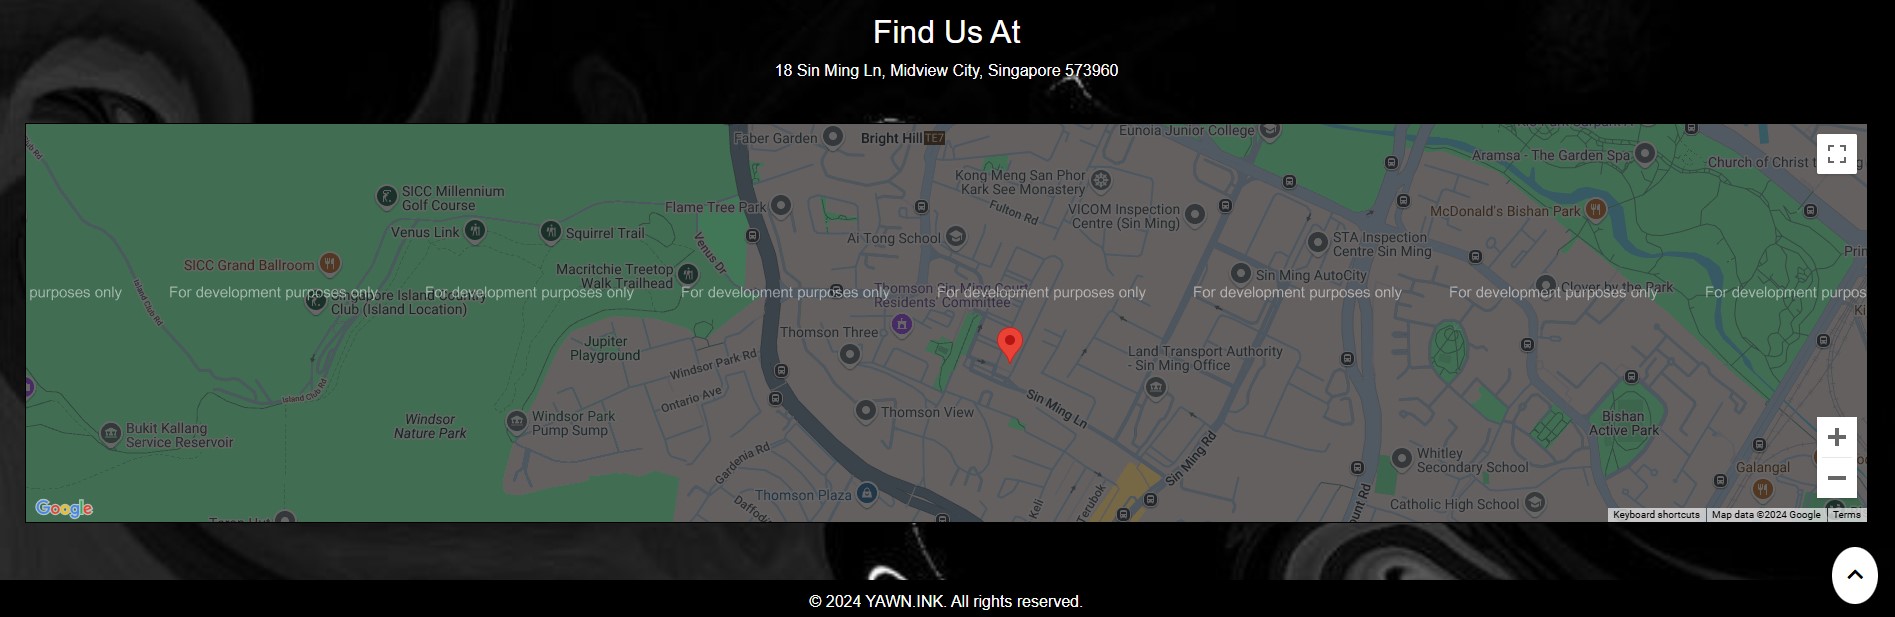 Find Us At
18 Sin Ming Ln, Midview City, Singapore 573960
Faber Garden
Bright Hill
TE7
Eunoia Junior College
Aramsa - The Garden Spa
Church of Christ
Kong Meng San Phor
Kark See Monastery
SICC Millennium
Golf Course
Flame Tree Park
Fulton Rd
VICOM Inspection
Centre (Sin Ming)
McDonald's Bishan Park
Venus Link
Squirrel Trail
Venus Dr
Ai Tong School
STA Inspection
Centre Sin Ming
SICC Grand Ballroom
Macritchie Treetop
Walk Trailhead
Sin Ming AutoCity
Island Club Rd
Singapore Island Country
Club (Island Location)
Thomson Sin Ming Court
Residents' Committee
Clover by the Park
purposes only
For development purposes only
For development purposes only
For development purposes only
For development purposes only
For development purposes only
For development purposes only
For development purpos
Thomson Three
Jupiter
Playground
Windsor Park Rd
Land Transport Authority
- Sin Ming Office
Ontario Ave
Island Club Rd
Sin Ming Ln
Windsor
Nature Park
Windsor Park
Pump Sump
Thomson View
Bishan
Active Park
Bukit Kallang
Service Reservoir
Gardenia Rd
Sin Ming Rd
Whitley
Secondary School
Galangal
Thomson Plaza
Keli
Terubok
Catholic High School
Google
Keyboard shortcuts
Map data ©2024 Google
Terms
© 2024 YAWN.INK. All rights reserved.